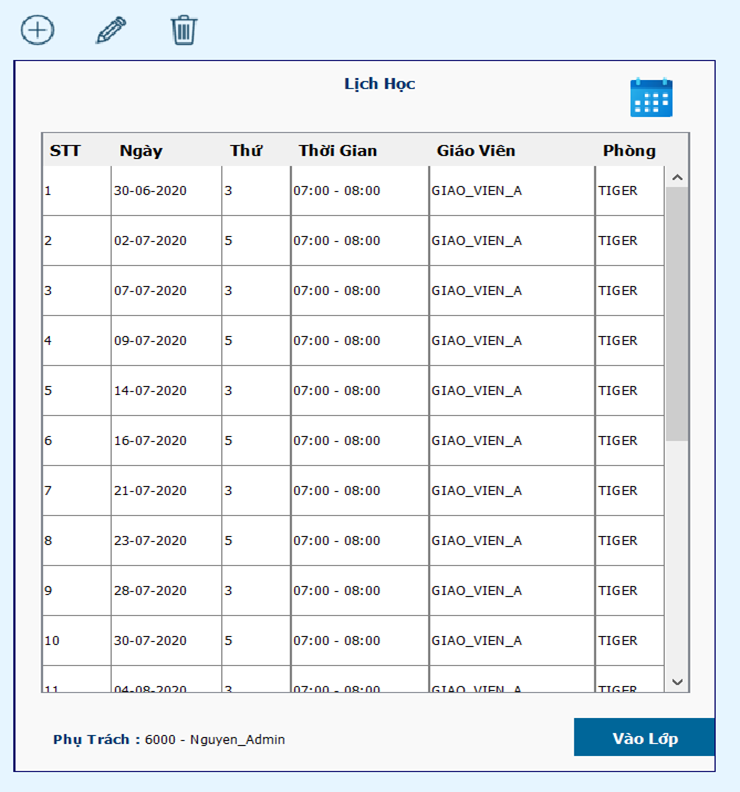 Lịch Học
STT Ngày Thứ Thời Gian Giáo Viên Phòng
1 30-06-2020 3 07:00 - 08:00 GIAO_VIEN_A TIGER
2 02-07-2020 5 07:00 - 08:00 GIAO_VIEN_A TIGER
3 07-07-2020 3 07:00 - 08:00 GIAO_VIEN_A TIGER
4 09-07-2020 5 07:00 - 08:00 GIAO_VIEN_A TIGER
5 14-07-2020 3 07:00 - 08:00 GIAO_VIEN_A TIGER
6 16-07-2020 5 07:00 - 08:00 GIAO_VIEN_A TIGER
7 21-07-2020 3 07:00 - 08:00 GIAO_VIEN_A TIGER
8 23-07-2020 5 07:00 - 08:00 GIAO_VIEN_A TIGER
9 28-07-2020 3 07:00 - 08:00 GIAO_VIEN_A TIGER
10 30-07-2020 5 07:00 - 08:00 GIAO_VIEN_A TIGER
11 04-08-2020 3 07:00 - 08:00 GIAO_VIEN_A TIGER
Phụ Trách : 6000 - Nguyen_Admin
Vào Lớp